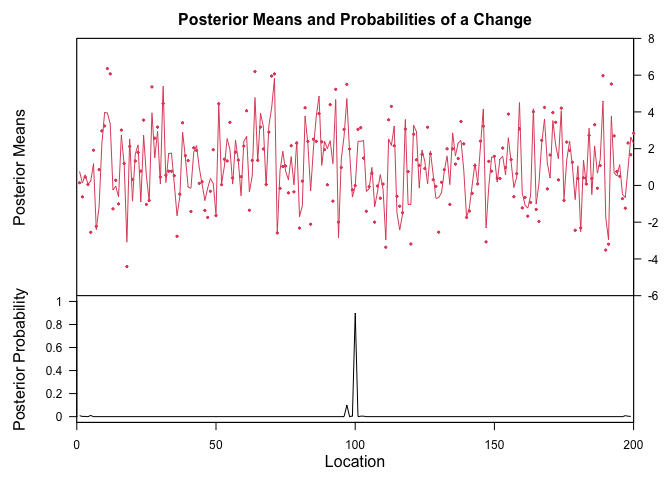 Posterior Means and Probabilities of a Change
Posterior Means
8
6
4
2
0
-2
-4
-6
Posterior Probability
1
0.8
0.6
0.4
0.2
0
0 50 100 150 200
Location